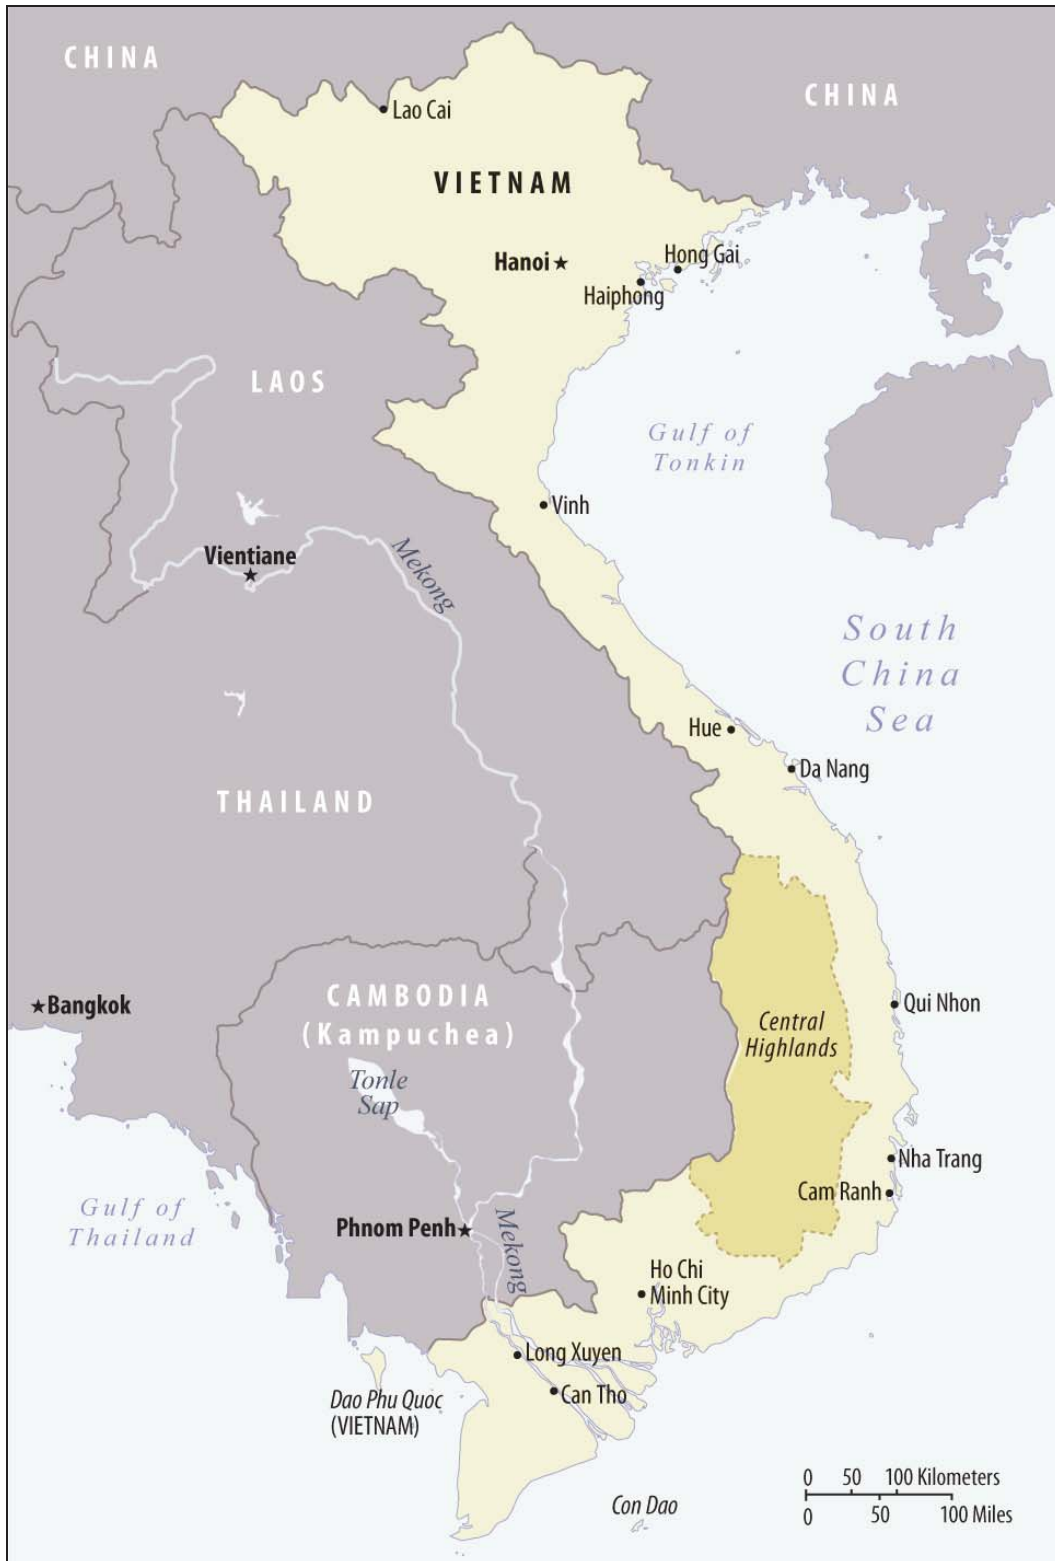 CHINA
CHINA
Lao Cai
VIETNAM
Hanoi
Hong Gai
Haiphong
LAOS
Gulf of
Tonkin
Vinh
Vientiane
Mekong
South
China
Sea
Hue
Da Nang
THAILAND
Bangkok
CAMBODIA
(Kampuchea)
Qui Nhon
Central
Highlands
Tonle
Sap
Nha Trang
Cam Ranh
Gulf of
Thailand
Phnom Penh
Mekong
Ho Chi
Minh City
Long Xuyen
Can Tho
Dao Phu Quoc
(VIETNAM)
Con Dao
0 50 100 Kilometers
0 50 100 Miles